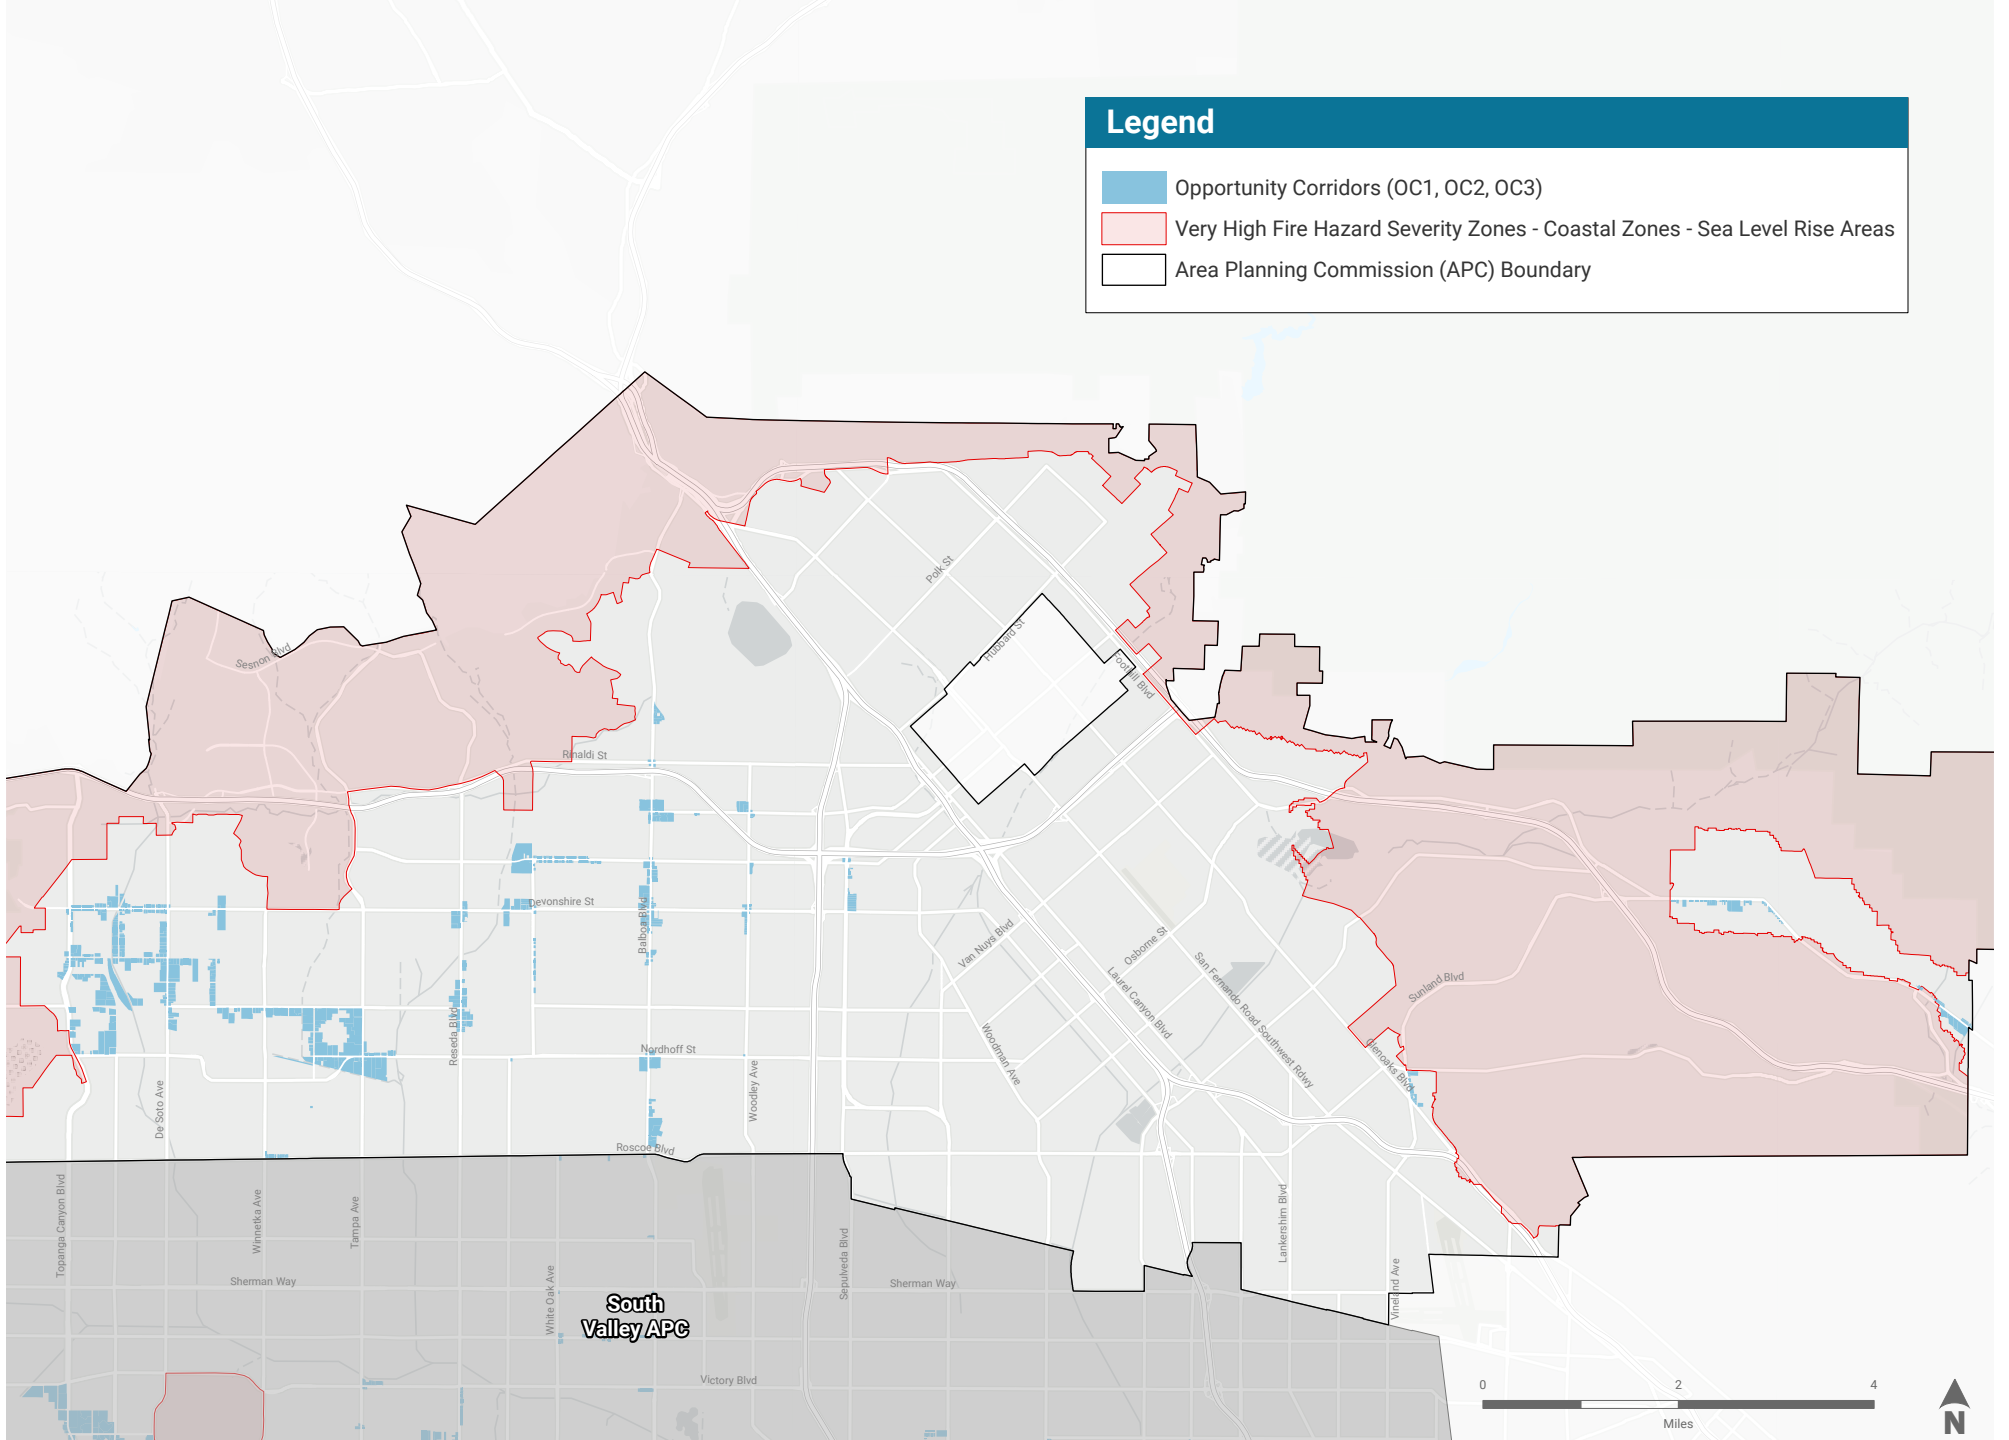 Legend
Opportunity Corridors (OC1, OC2, OC3)
Very High Fire Hazard Severity Zones - Coastal Zones - Sea Level Rise Areas
Area Planning Commission (APC) Boundary
Polk St
Hubbard St
Sesnon Blvd
Foothill Blvd
Rinaldi St
Devonshire St
Balboa Blvd
Van Nuys Blvd
Osborne St
Laurel Canyon Blvd
San Fernando Road Southwest Rdwy
Sunland Blvd
Reseda Blvd
Nordhoff St
Woodman Ave
Glenoaks Blvd
De Soto Ave
Woodley Ave
Roscoe Blvd
Topanga Canyon Blvd
Winnetka Ave
Tampa Ave
White Oak Ave
Sepulveda Blvd
Lankershim Blvd
Vineland Ave
Sherman Way
Sherman Way
South
Valley APC
Victory Blvd
0 2 4
Miles
N